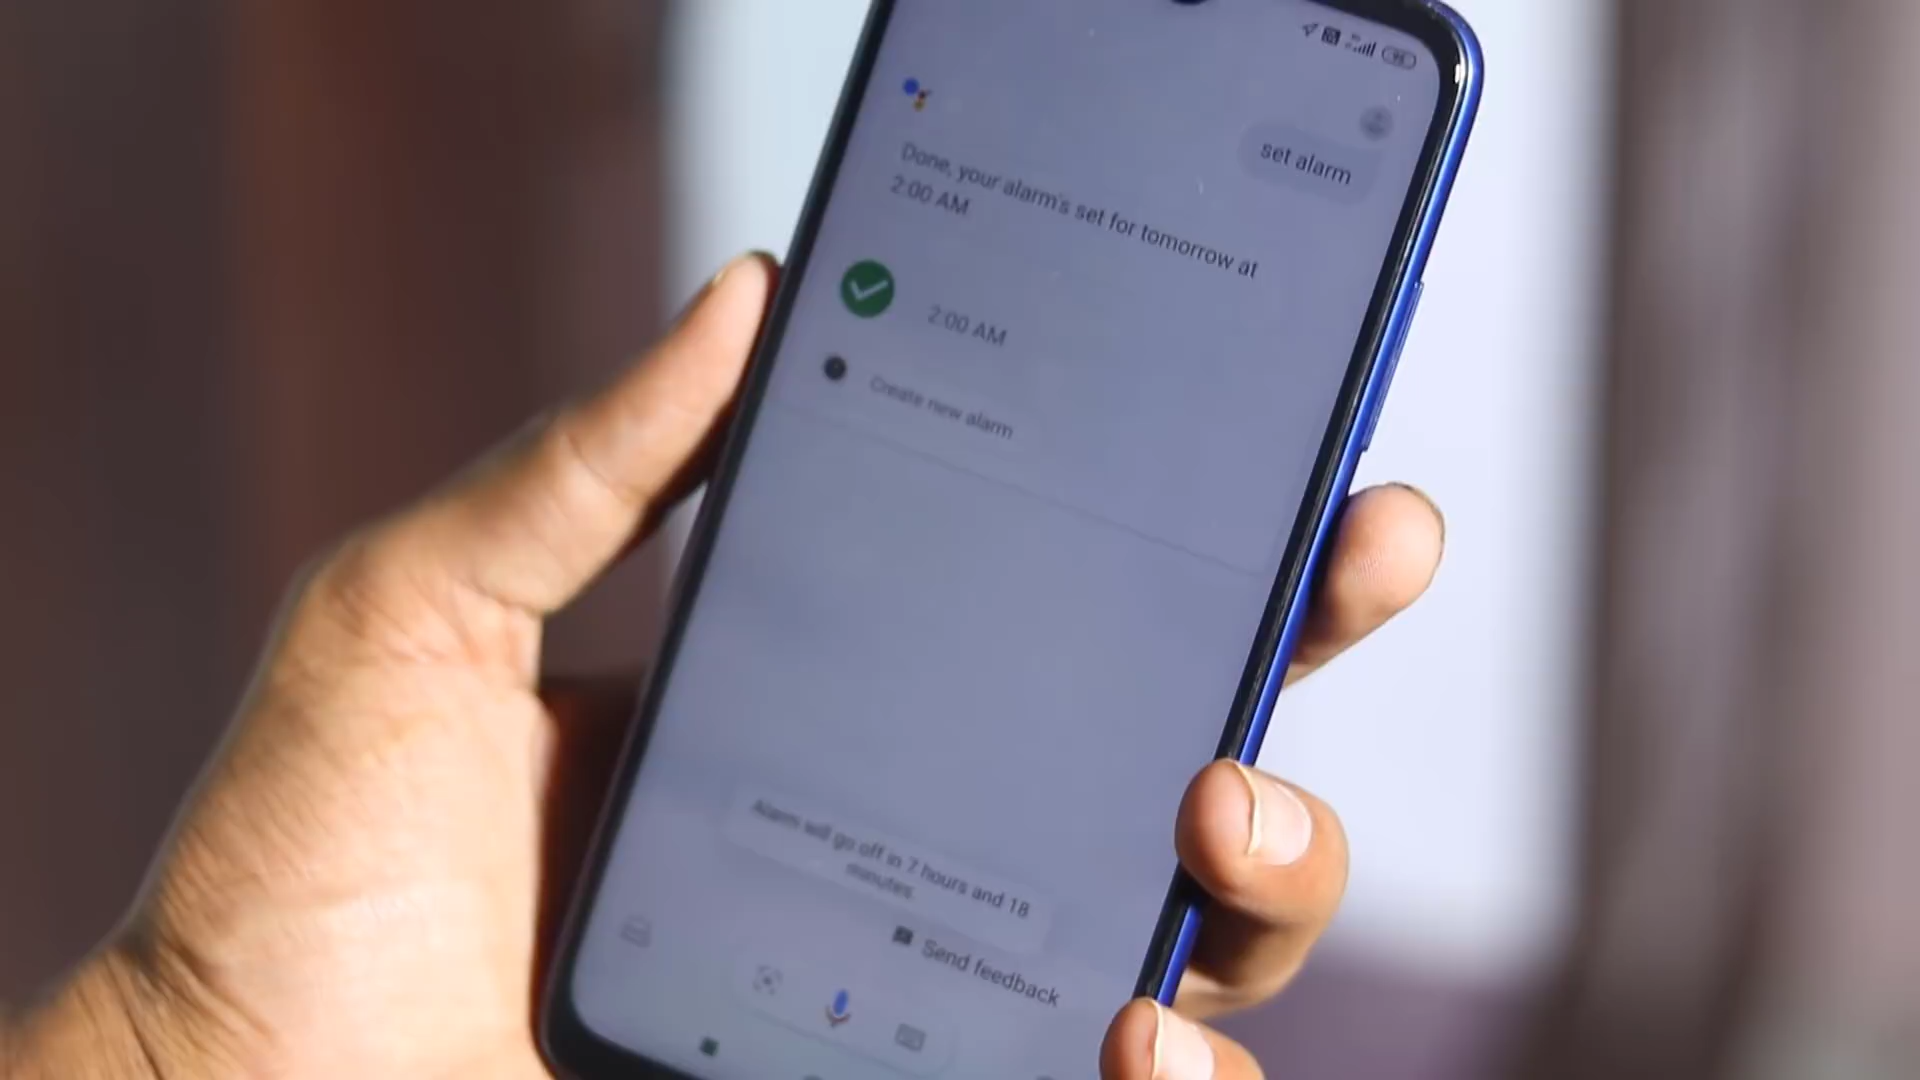 set alarm
Done, your alarm's set for tomorrow at
2:00 AM
2:00 AM
Create new alarm
Alarm will go off in 7 hours and 18
minutes.
Send feedback